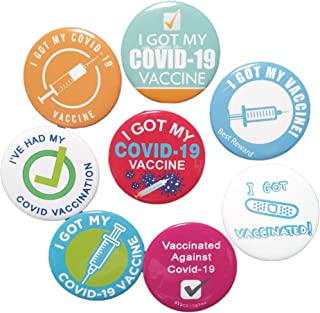 I GOT MY COVID-19
VACCINE
I GOT MY
COVID-19
VACCINE
I GOT MY VACCINE!
Best Reward
I'VE HAD MY
COVID VACCINATION
I GOT MY
COVID-19
VACCINE
I GOT
VACCINATED!
I GOT MY
COVID-19 VACCINE
Vaccinated
Against
Covid-19